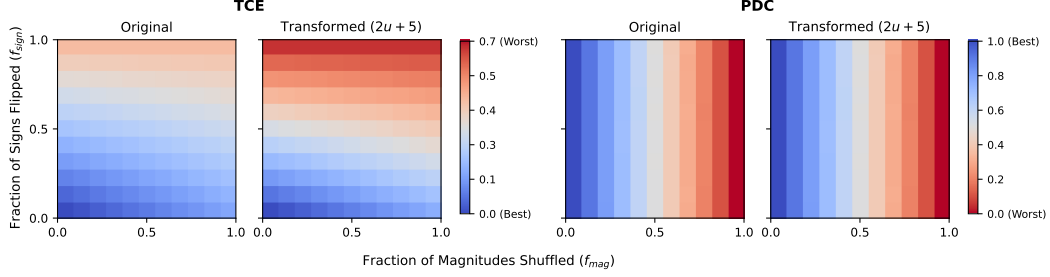 TCE
PDC
Original
Transformed (2u + 5)
Original
Transformed (2u + 5)
Fraction of Signs Flipped (f_sign)
1.0
0.5
0.0
0.0
0.5
1.0
0.0
0.5
1.0
0.7 (Worst)
0.5
0.4
0.3
0.1
0.0 (Best)
0.0
0.5
1.0
0.0
0.5
1.0
1.0 (Best)
0.8
0.6
0.4
0.2
0.0 (Worst)
Fraction of Magnitudes Shuffled (f_mag)